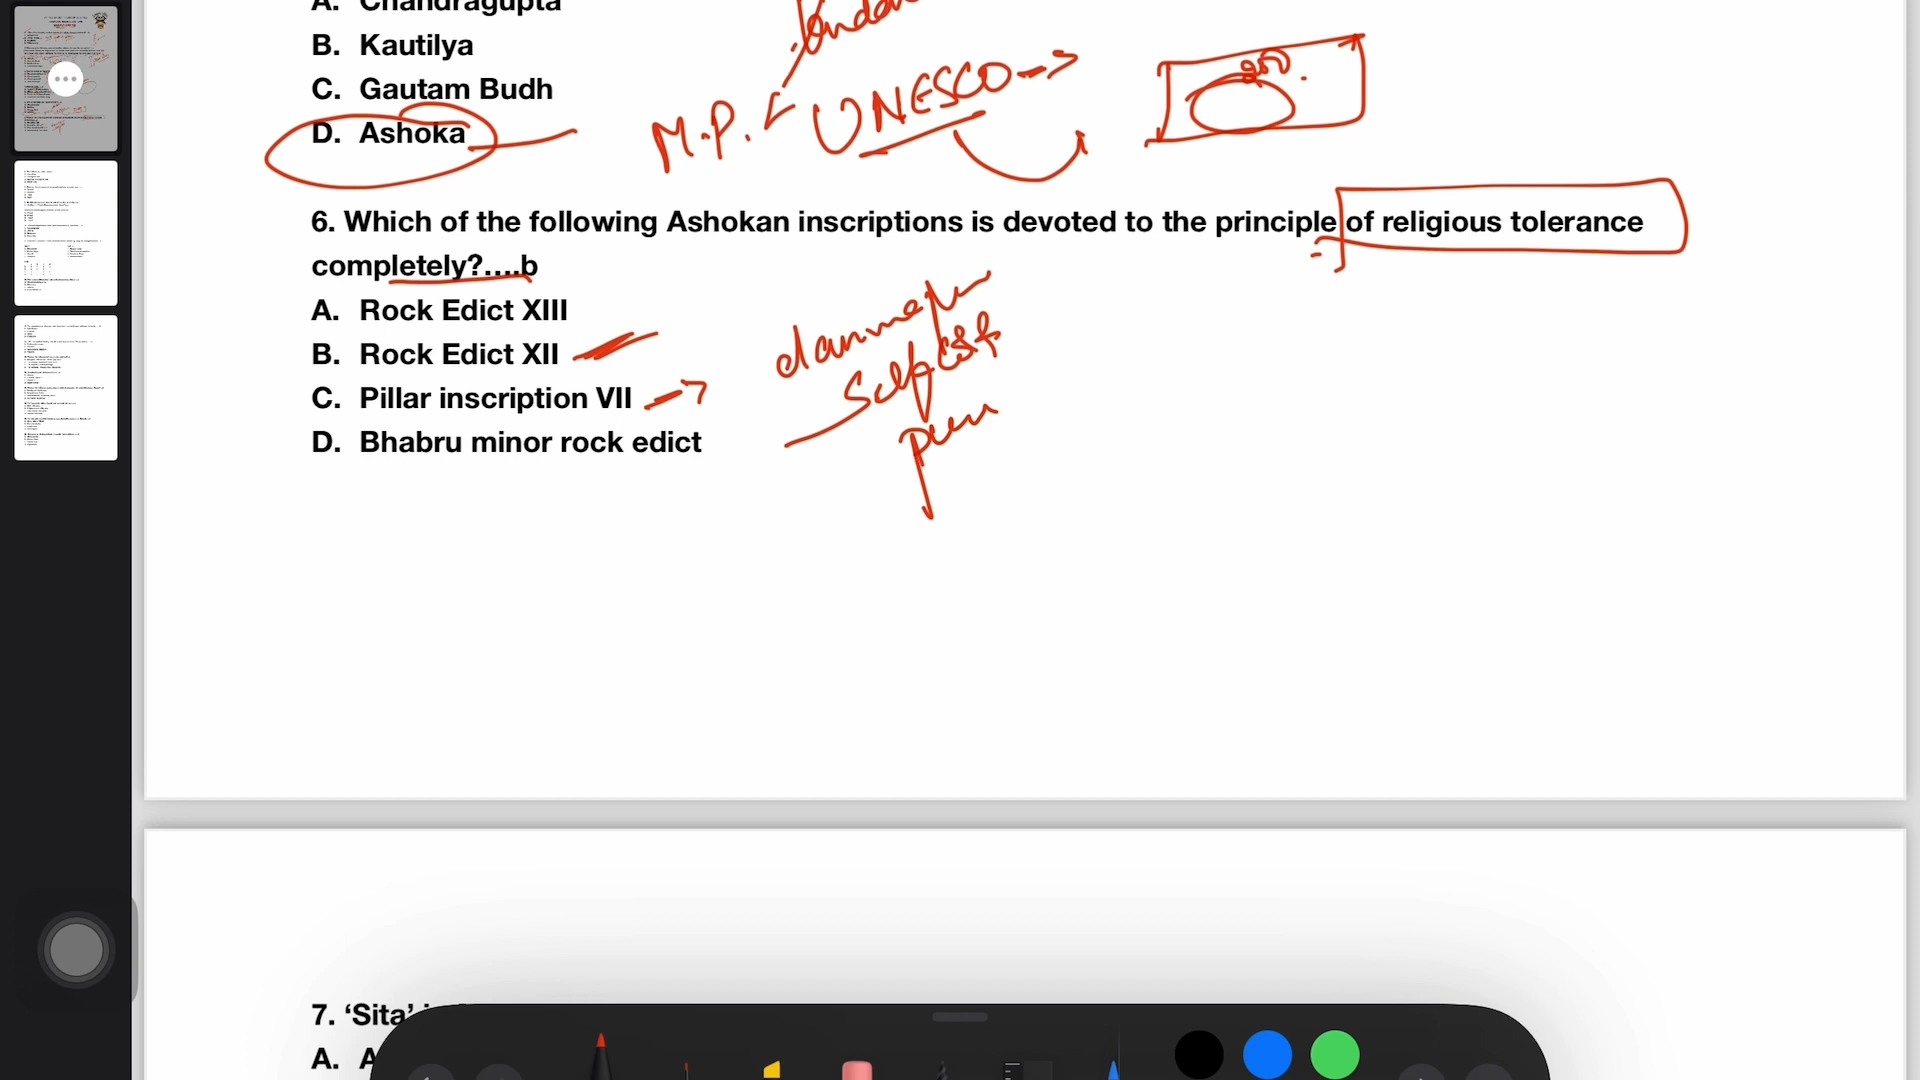 A. Chandragupta
B. Kautilya
C. Gautam Budh
D. Ashoka
M.P.
UNESCO
6. Which of the following Ashokan inscriptions is devoted to the principle of religious tolerance
completely?....b
A. Rock Edict XIII
B. Rock Edict XII
C. Pillar inscription VII
D. Bhabru minor rock edict
7. ‘Sita’
A.